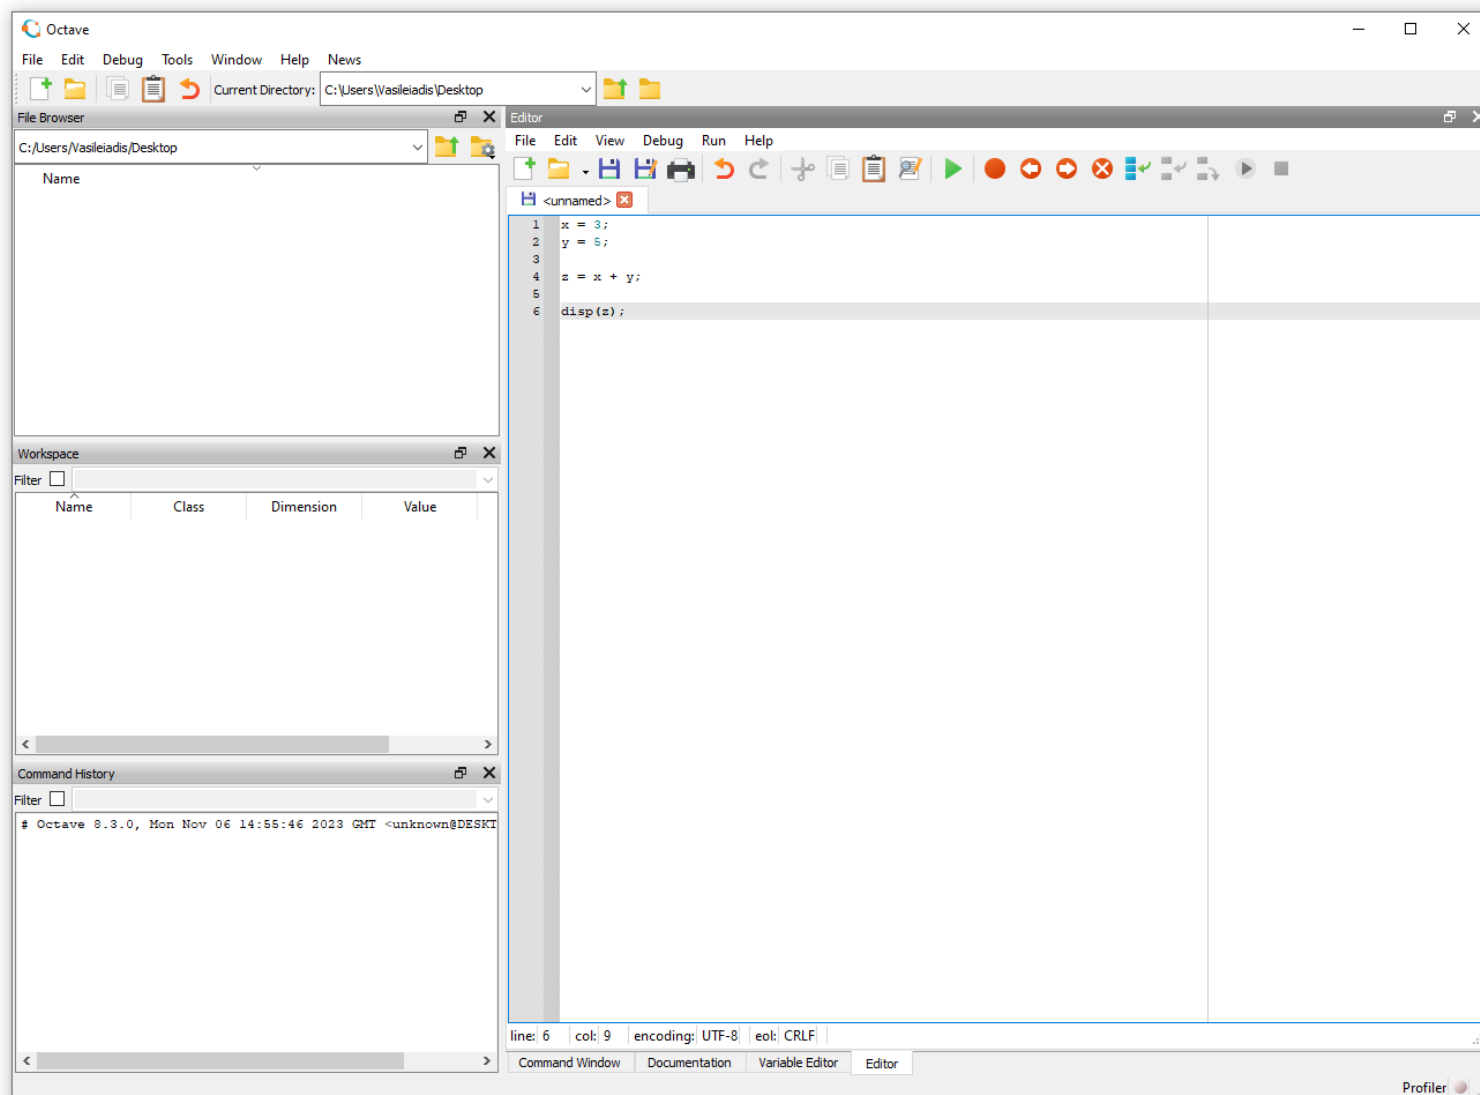 Octave
File Edit Debug Tools Window Help News
Current Directory: C:\Users\Vasileiadis\Desktop
File Browser
C:/Users/Vasileiadis/Desktop
Name
Workspace
Filter
Name Class Dimension Value
Command History
Filter
# Octave 8.3.0, Mon Nov 06 14:55:46 2023 GMT <unknown@DESKT
Editor
File Edit View Debug Run Help
<unnamed>
1 x = 3;
2 y = 5;
3
4 z = x + y;
5
6 disp(z);
line: 6 col: 9 encoding: UTF-8 eol: CRLF
Command Window Documentation Variable Editor Editor
Profiler